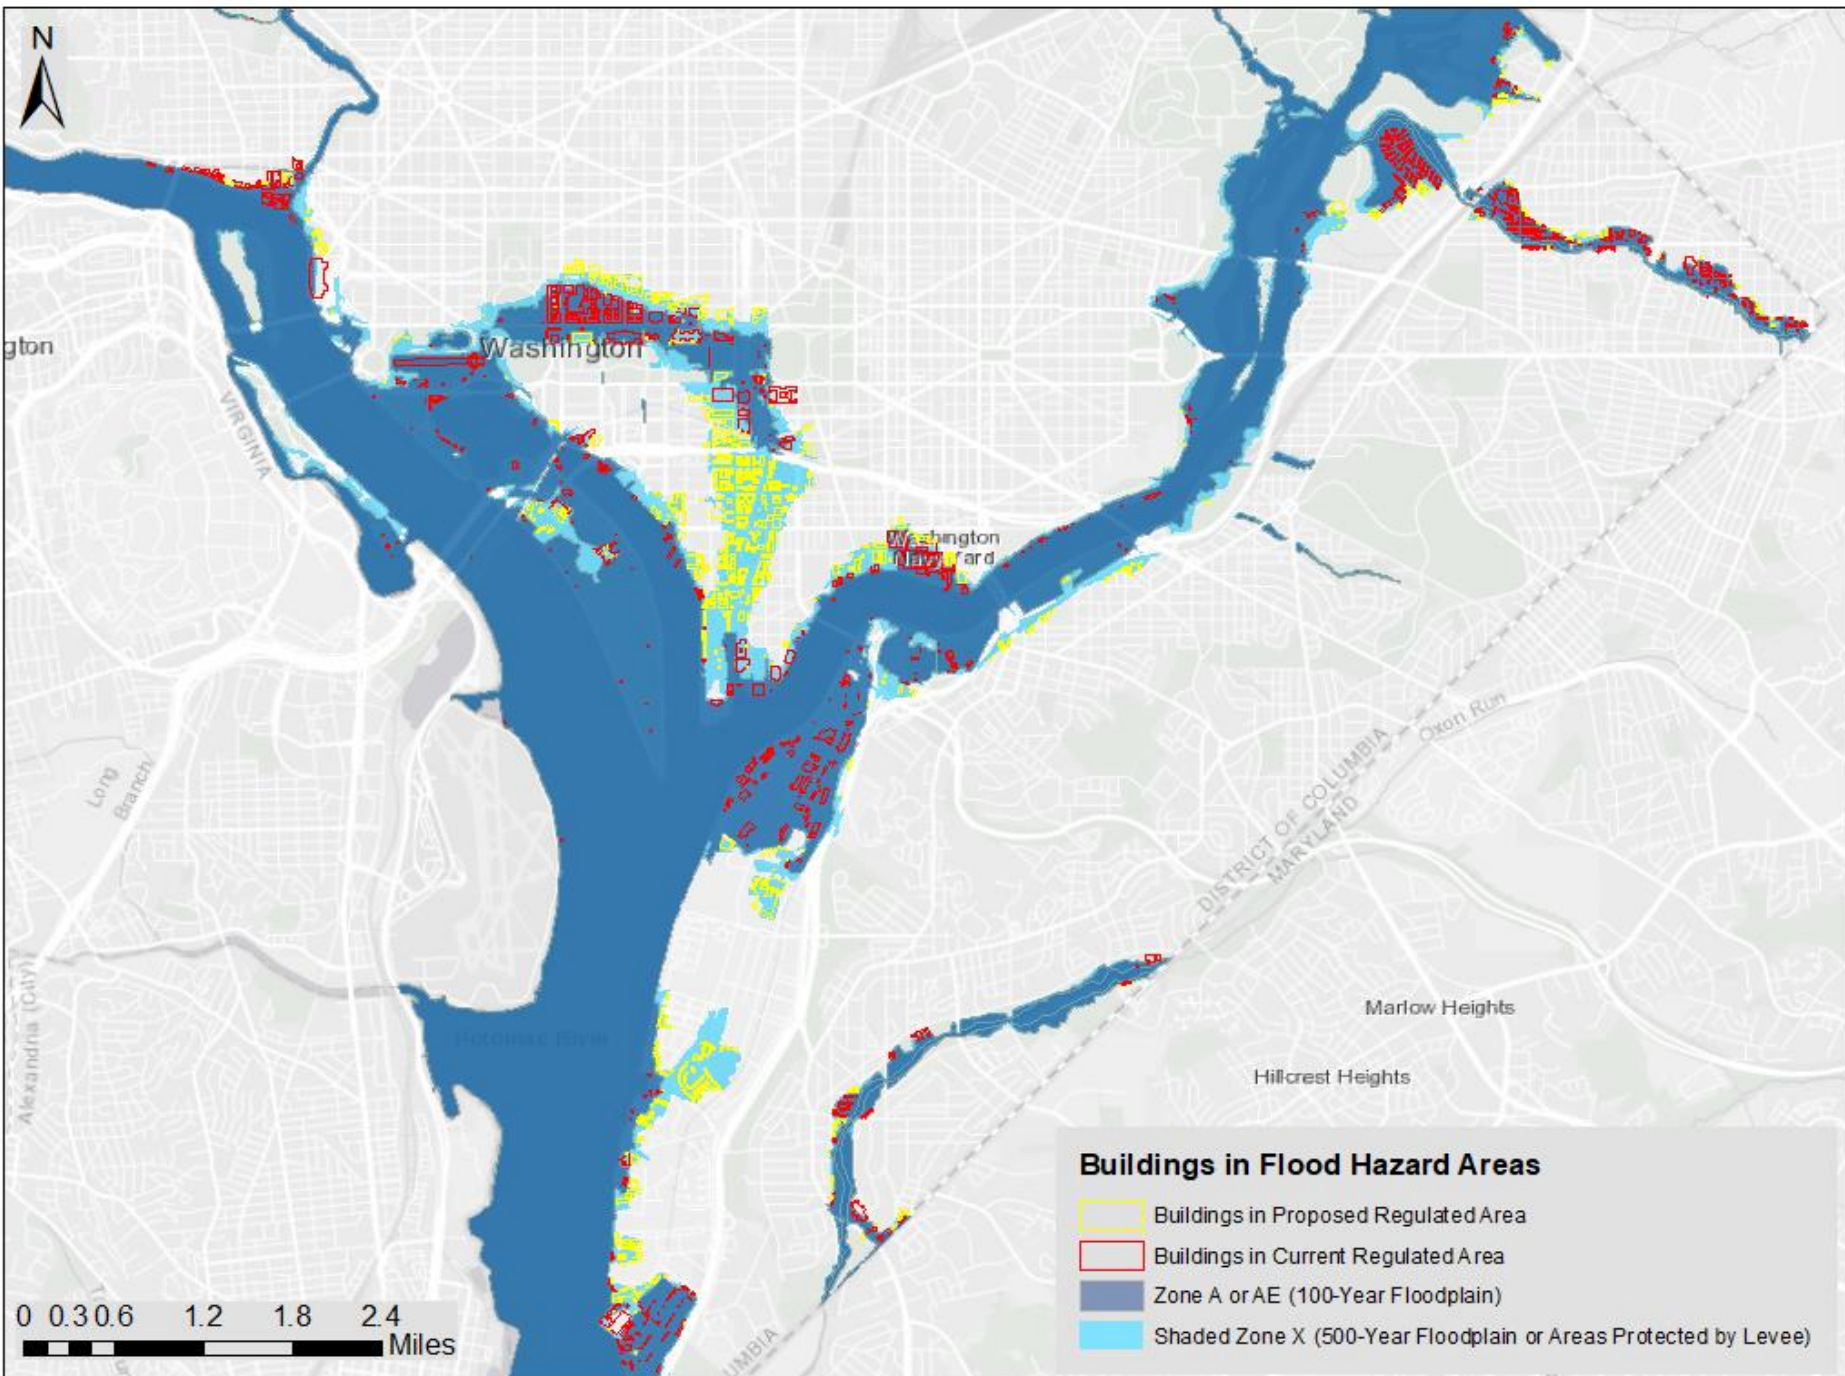 N
gton
Washington
VIRGINIA
Washington
Navy Yard
Long
Branch
Oxon Run
DISTRICT OF COLUMBIA
MARYLAND
Alexandria (City)
Potomac River
Marlow Heights
Hillcrest Heights
UMBIA
Buildings in Flood Hazard Areas
Buildings in Proposed Regulated Area
Buildings in Current Regulated Area
Zone A or AE (100-Year Floodplain)
Shaded Zone X (500-Year Floodplain or Areas Protected by Levee)
0 0.3 0.6 1.2 1.8 2.4
Miles